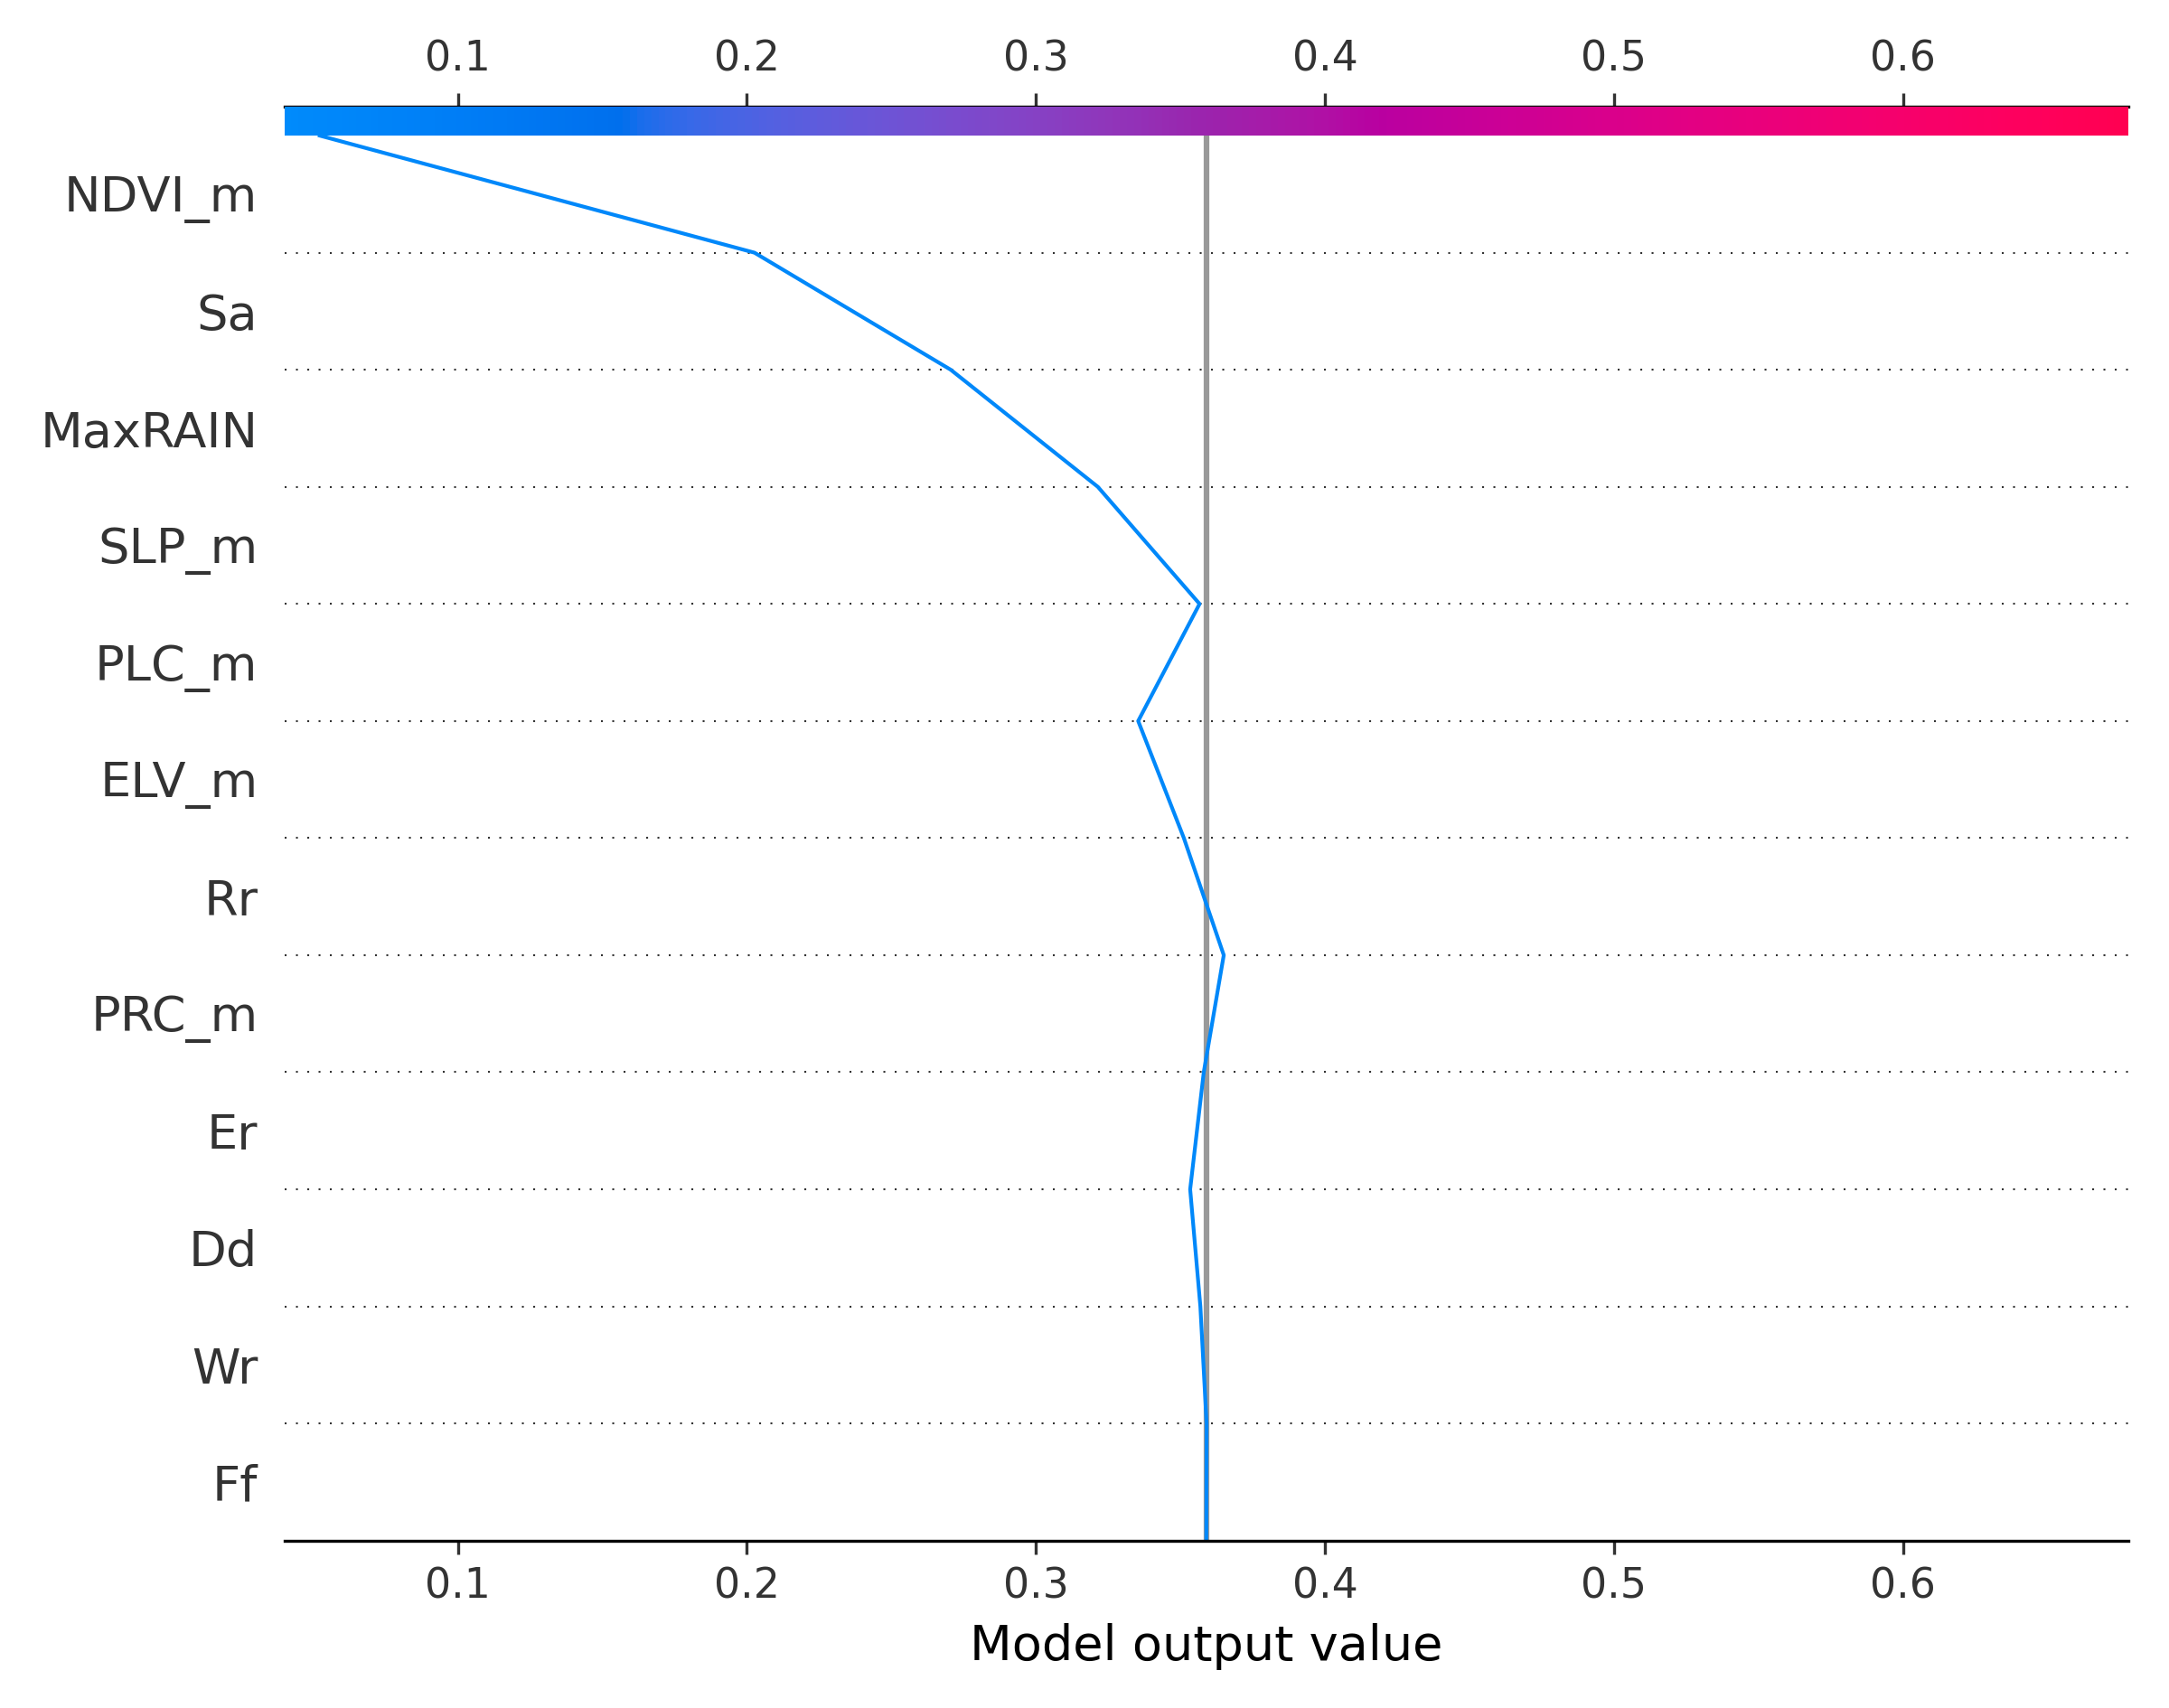 0.1 0.2 0.3 0.4 0.5 0.6
NDVI_m
Sa
MaxRAIN
SLP_m
PLC_m
ELV_m
Rr
PRC_m
Er
Dd
Wr
Ff
0.1 0.2 0.3 0.4 0.5 0.6
Model output value